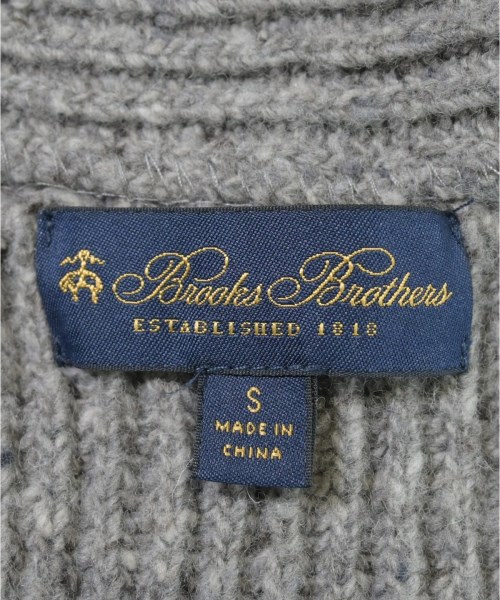 Brooks Brothers
ESTABLISHED 1818
S
MADE IN
CHINA